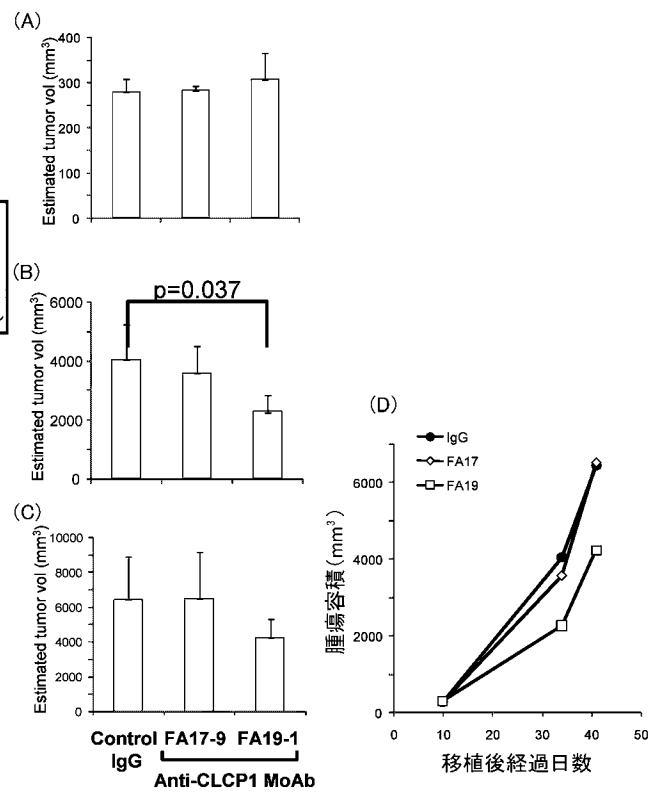 (A)
Estimated tumor vol (mm³)
400
300
200
100
0
(B)
p=0.037
Estimated tumor vol (mm³)
6000
4000
2000
0
(C)
Estimated tumor vol (mm³)
10000
8000
6000
4000
2000
0
Control IgG
FA17-9
FA19-1
Anti-CLCP1 MoAb
(D)
IgG
FA17
FA19
腫瘍容積(mm³)
6000
4000
2000
0
0 10 20 30 40 50
移植後経過日数